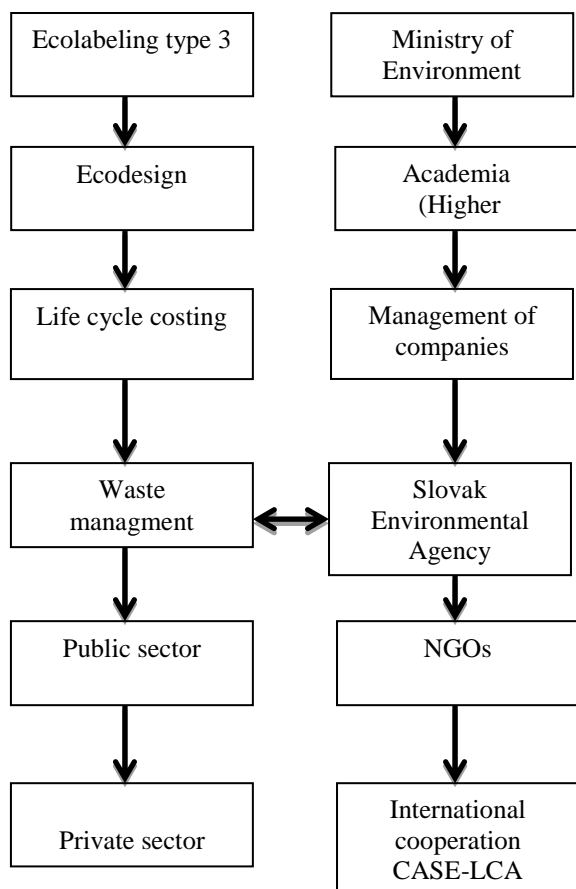 Ecolabeling type 3
Ministry of
Environment
Ecodesign
Academia
(Higher
Life cycle costing
Management of
companies
Waste
managment
Slovak
Environmental
Agency
Public sector
NGOs
Private sector
International
cooperation
CASE-LCA